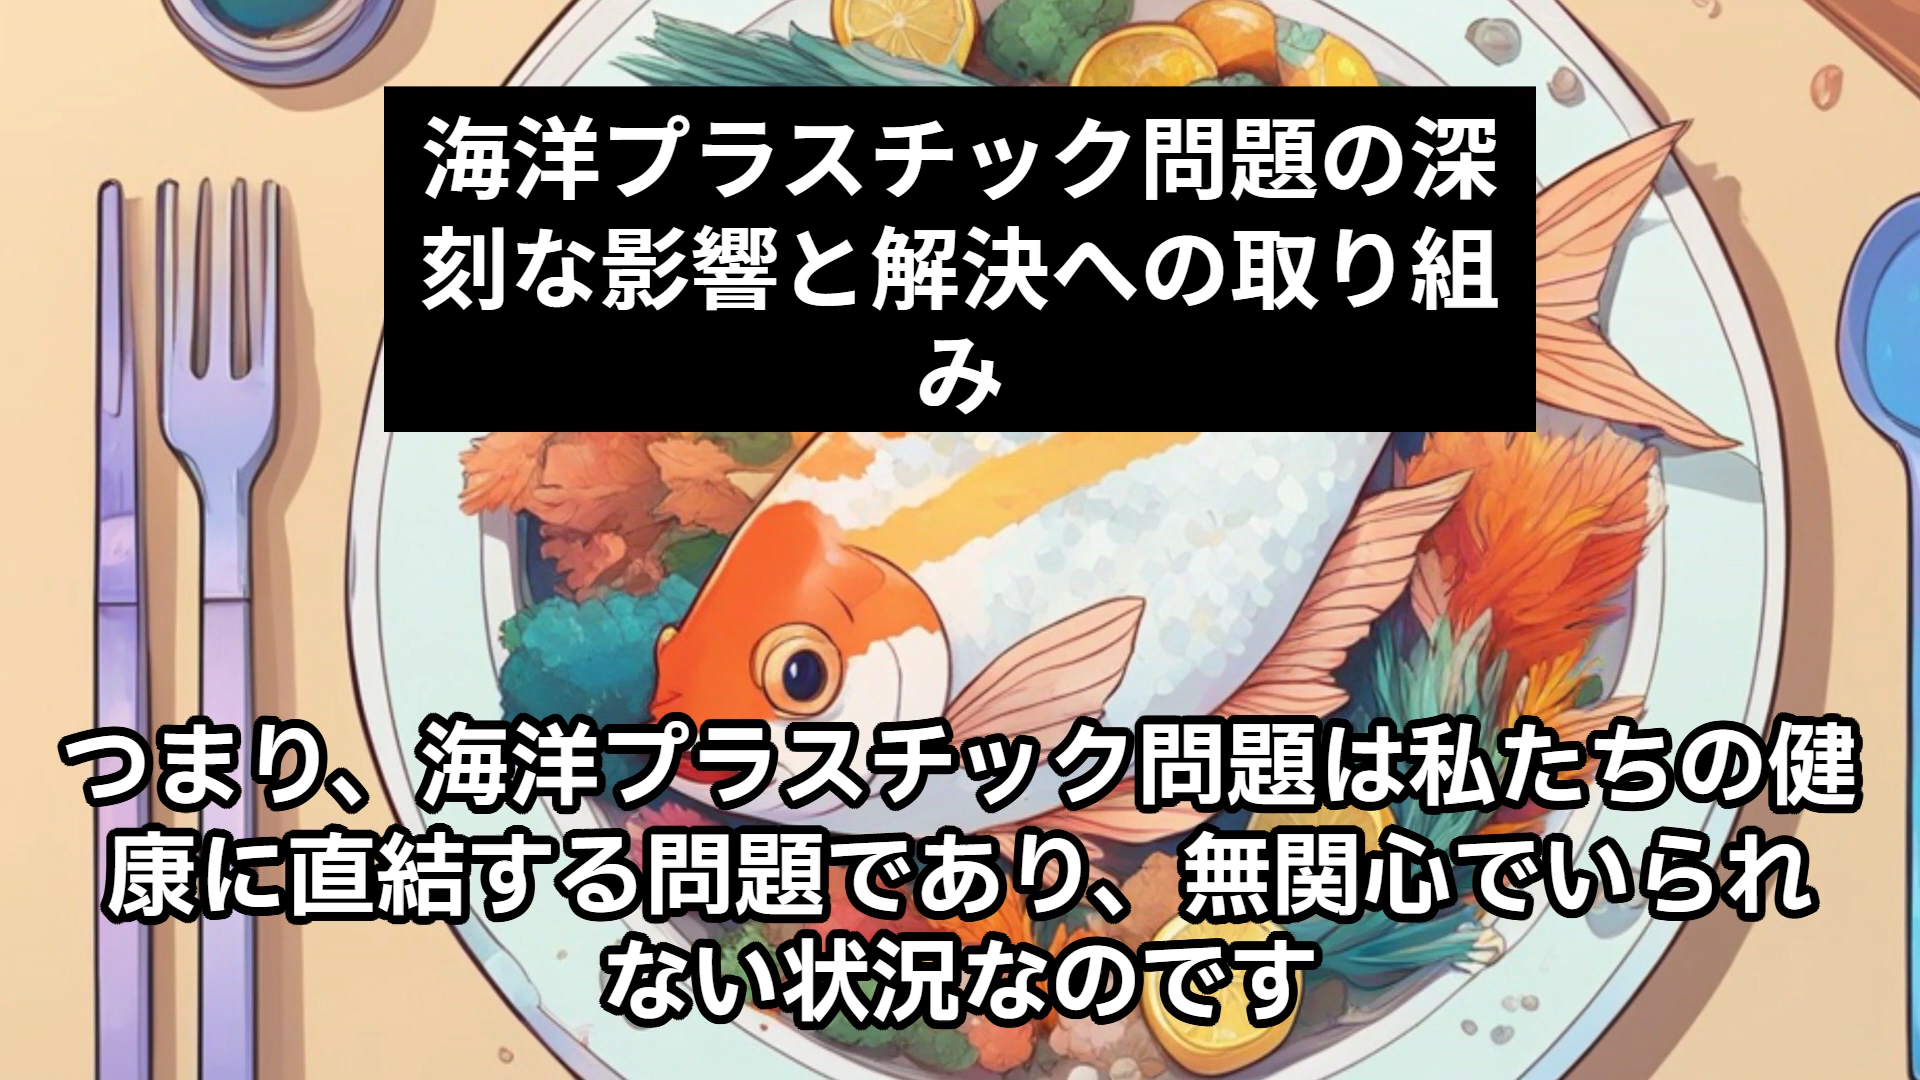 海洋プラスチック問題の深
刻な影響と解決への取り組
み
つまり、海洋プラスチック問題は私たちの健
康に直結する問題であり、無関心でいられ
ない状況なのです